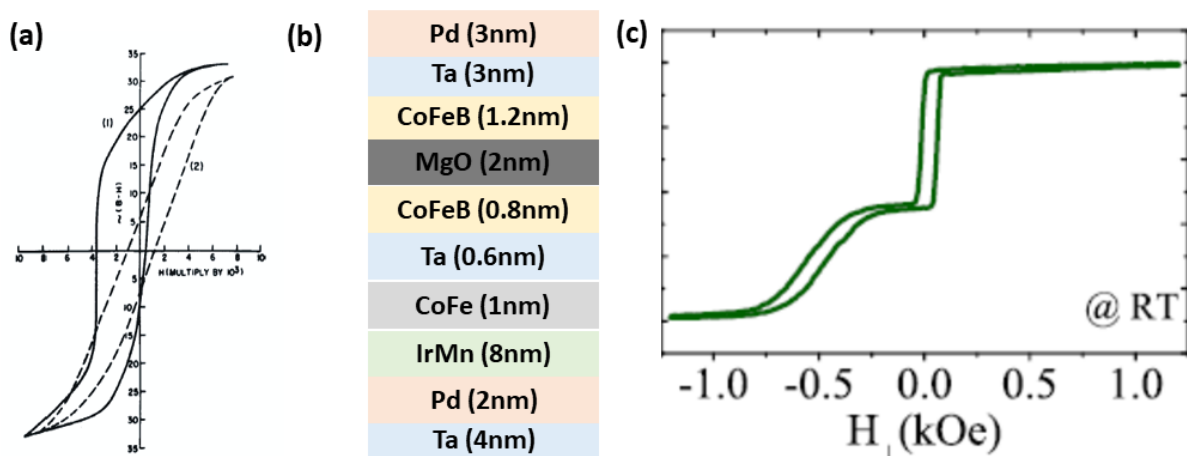 (a)
35
30
25
20
15
10
5
0
5
10
15
20
25
30
35
(1)
(2)
~(B-H)
10 8 6 4 2 0 2 4 6 8 10
H(MULTIPLY BY 10³)
(b)
Pd (3nm)
Ta (3nm)
CoFeB (1.2nm)
MgO (2nm)
CoFeB (0.8nm)
Ta (0.6nm)
CoFe (1nm)
IrMn (8nm)
Pd (2nm)
Ta (4nm)
(c)
@ RT
-1.0 -0.5 0.0 0.5 1.0
H⊥(kOe)